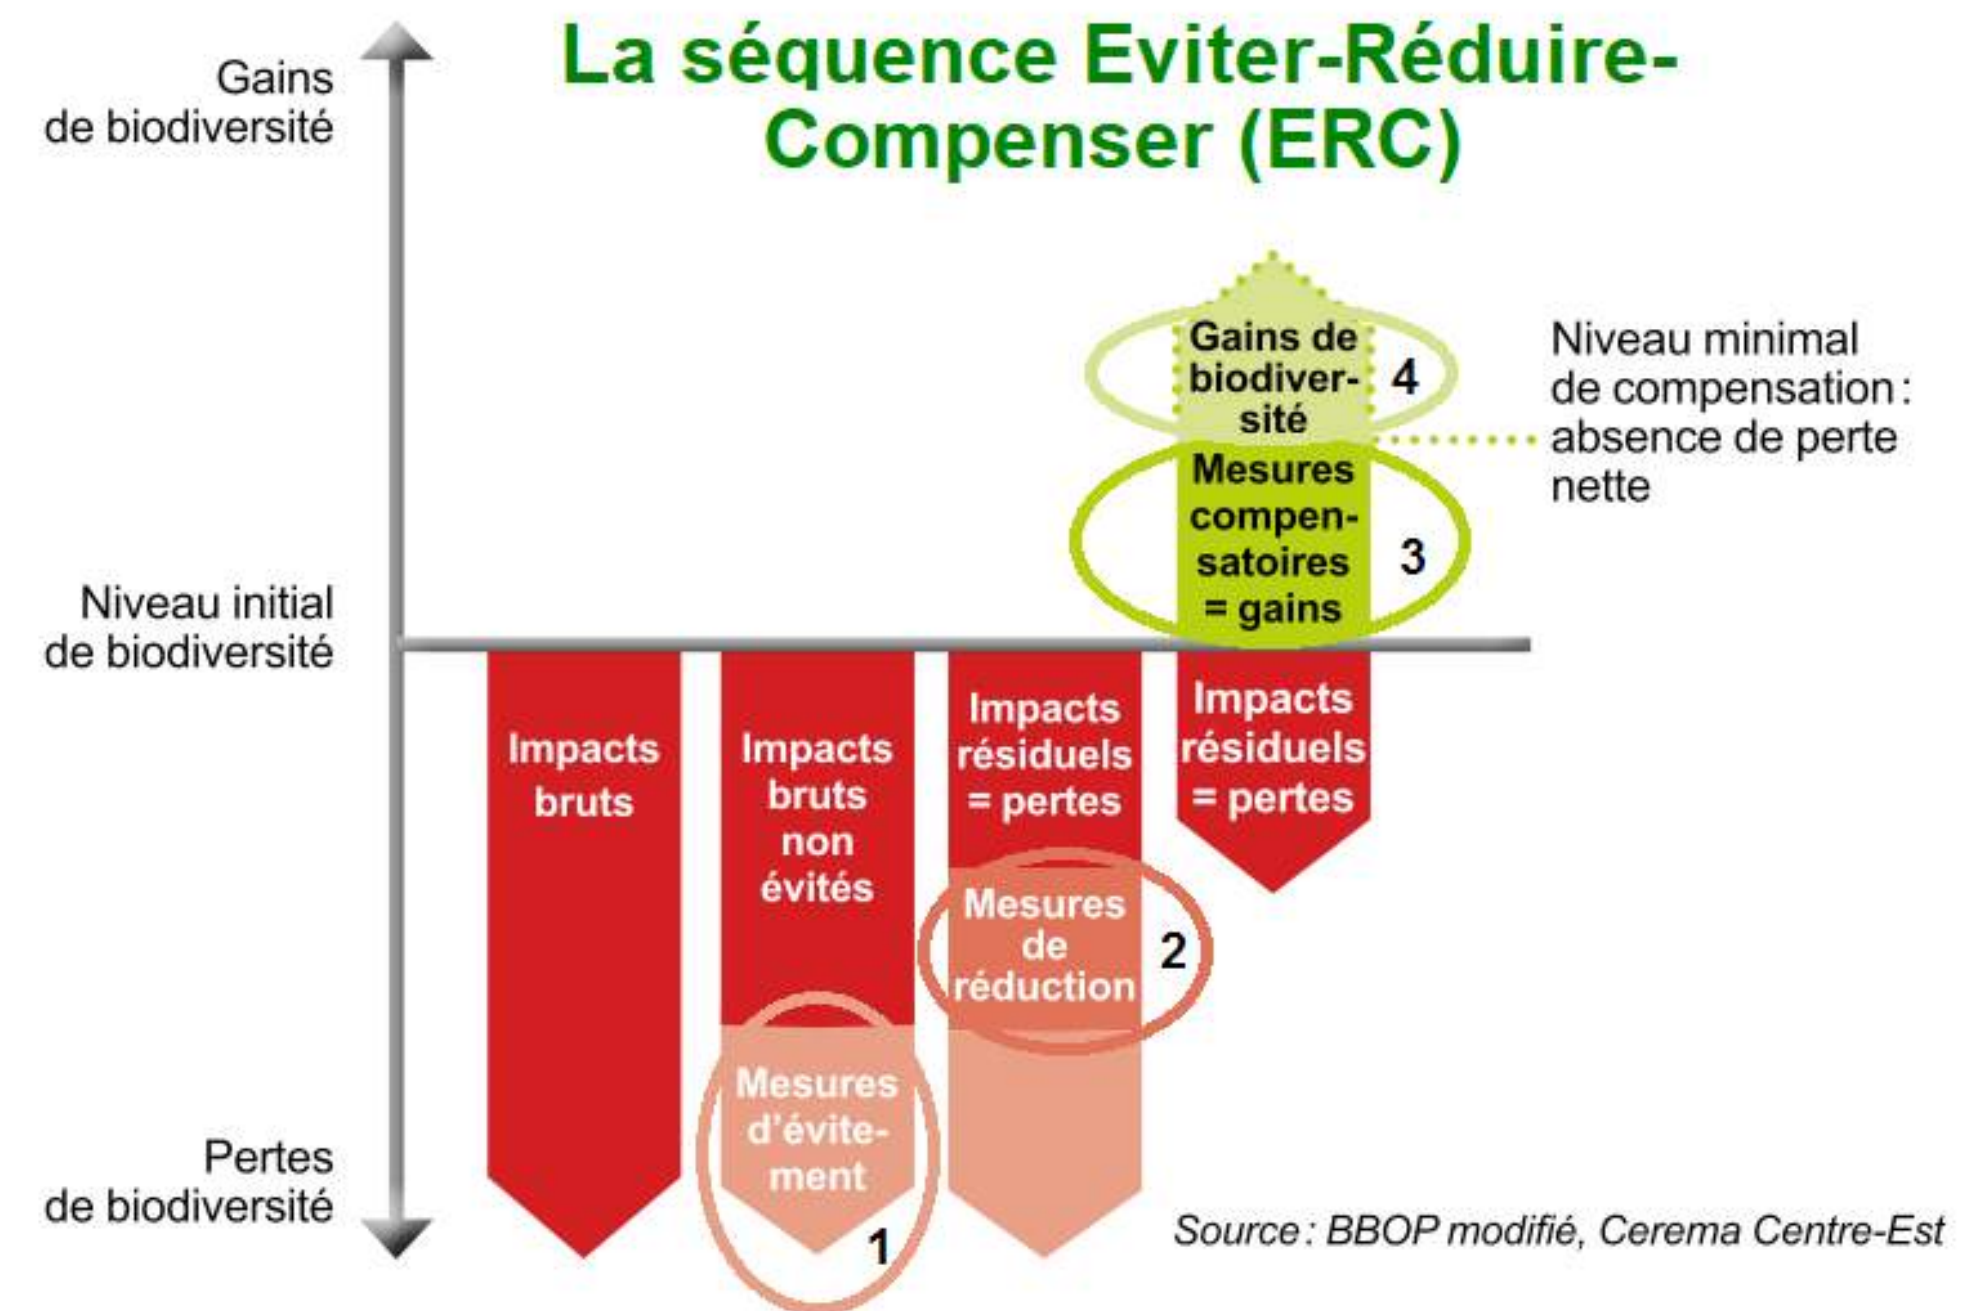 La séquence Eviter-Réduire-
Compenser (ERC)
Gains
de biodiversité
Niveau initial
de biodiversité
Pertes
de biodiversité
Impacts
bruts
Impacts
bruts
non
évités
Mesures
d'évite-
ment
1
Impacts
résiduels
= pertes
Mesures
de
réduction
2
Gains de
biodiver-
sité
4
Mesures
compen-
satoires
= gains
3
Impacts
résiduels
= pertes
Niveau minimal
de compensation :
absence de perte
nette
Source : BBOP modifié, Cerema Centre-Est